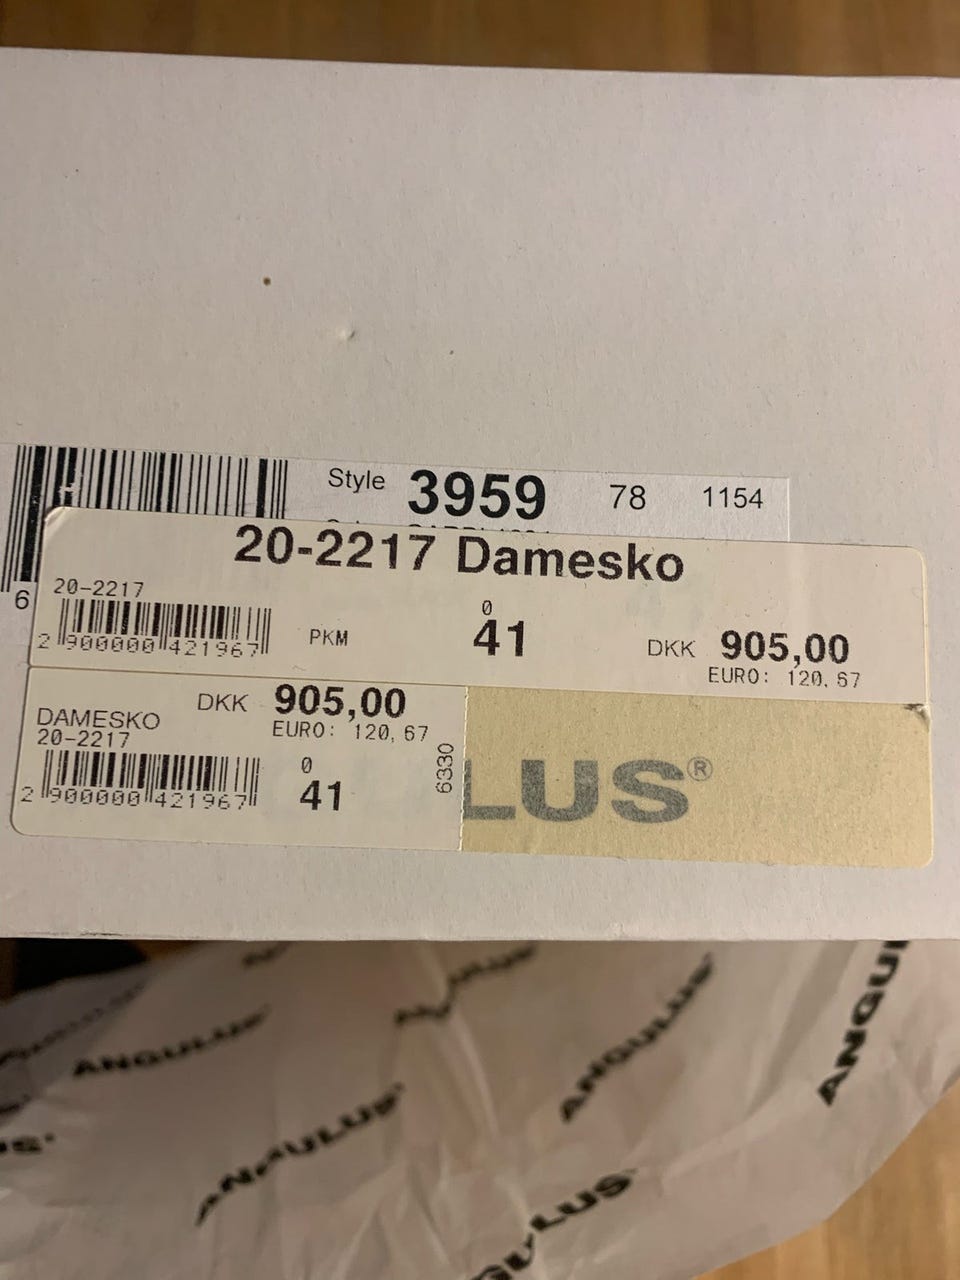 Style 3959 78 1154
6
20-2217 Damesko
20-2217
2 900000 421967
PKM
0
41
DKK 905,00
EURO: 120,67
DKK 905,00
EURO: 120,67
DAMESKO
20-2217
2 900000 421967
0
41
6330
LUS®
ANGULUS
ANGULUS
ANGULUS
ANGULUS
ANGU